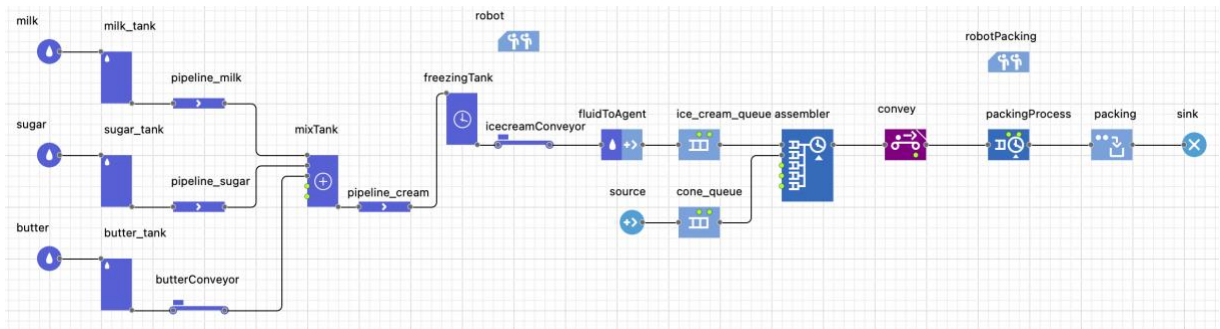 milk
milk_tank
pipeline_milk
sugar
sugar_tank
pipeline_sugar
butter
butter_tank
butterConveyor
mixTank
pipeline_cream
freezingTank
robot
icecreamConveyor
fluidToAgent
ice_cream_queue
assembler
source
cone_queue
convey
robotPacking
packingProcess
packing
sink